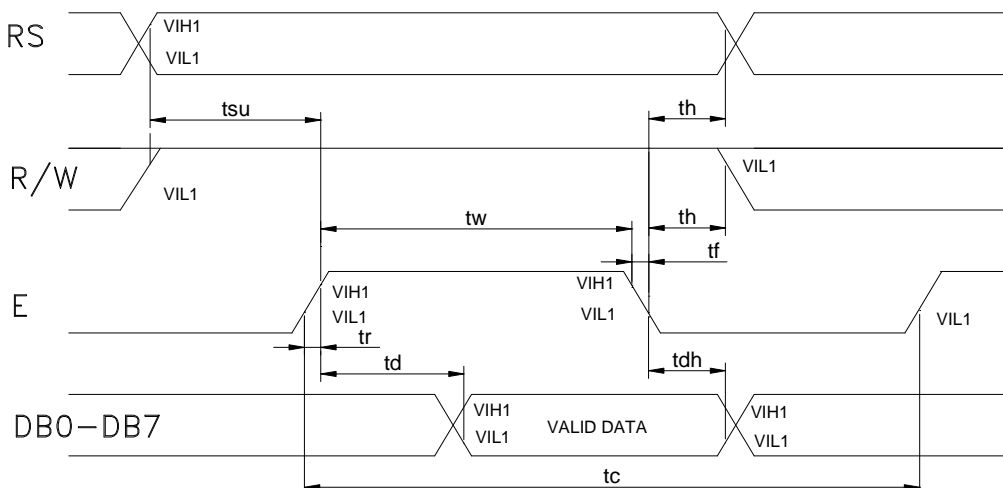 RS
VIH1
VIL1
tsu
th
R/W
VIL1
VIL1
tw
th
tf
E
VIH1
VIL1
VIH1
VIL1
VIL1
tr
td
tdh
DB0-DB7
VIH1
VIL1
VALID DATA
VIH1
VIL1
tc